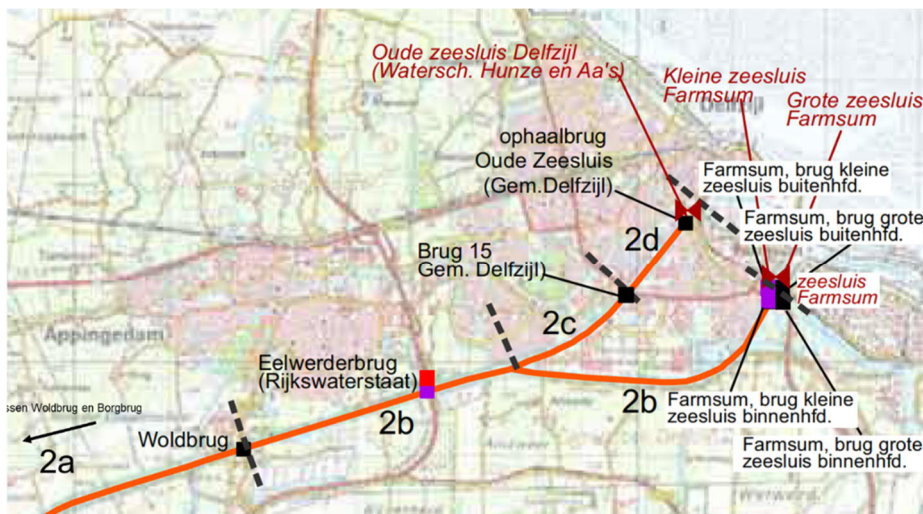 Oude zeesluis Delfzijl
(Watersch. Hunze en Aa's)
Kleine zeesluis
Farmsum
Delfzijl
Grote zeesluis
Farmsum
ophaalbrug
Oude Zeesluis
(Gem.Delfzijl)
Farmsum, brug kleine
zeesluis buitenhfd.
Farmsum, brug grote
zeesluis buitenhfd.
2d
Brug 15
Gem. Delfzijl)
zeesluis
Farmsum
2c
Appingedam
Eelwerderbrug
(Rijkswaterstaat)
2b
2b
Farmsum, brug kleine
zeesluis binnenhfd.
ssen Woldbrug en Borgbrug
Woldbrug
2a
Farmsum, brug grote
zeesluis binnenhfd.